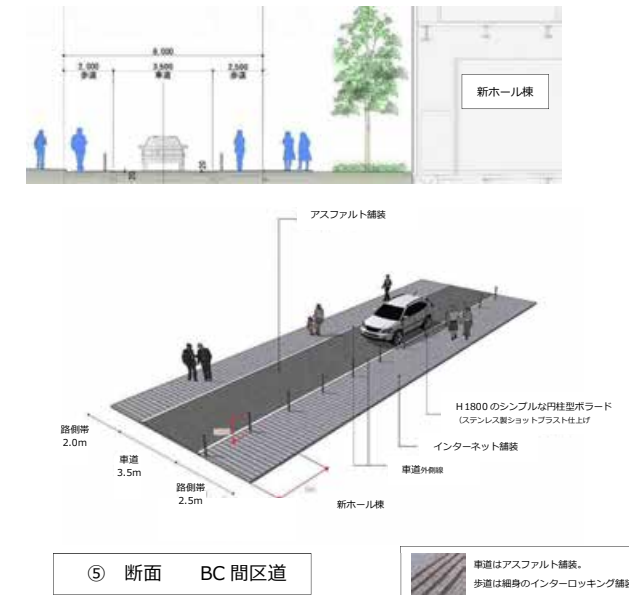 8,000
2,000 3,500 2,500
歩道 車道 歩道
新ホール棟
アスファルト舗装
H1800 のシンプルな円柱型ボラード
(ステンレス製ショットブラスト仕上げ
インターネット舗装
車道外側線
路側帯
2.0m
車道
3.5m
路側帯
2.5m
新ホール棟
⑤ 断面 BC 間区道
車道はアスファルト舗装。
歩道は細身のインターロッキング舗装